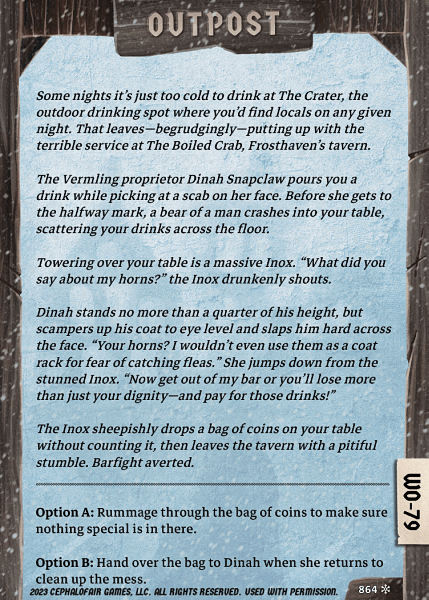 OUTPOST
Some nights it’s just too cold to drink at The Crater, the
outdoor drinking spot where you’d find locals on any given
night. That leaves—begrudgingly—putting up with the
terrible service at The Boiled Crab, Frosthaven’s tavern.
The Vermling proprietor Dinah Snapclaw pours you a
drink while picking at a scab on her face. Before she gets to
the halfway mark, a bear of a man crashes into your table,
scattering your drinks across the floor.
Towering over your table is a massive Inox. “What did you
say about my horns?” the Inox drunkenly shouts.
Dinah stands no more than a quarter of his height, but
scampers up his coat to eye level and slaps him hard across
the face. “Your horns? I wouldn’t even use them as a coat
rack for fear of catching fleas.” She jumps down from the
stunned Inox. “Now get out of my bar or you’ll lose more
than just your dignity—and pay for those drinks!”
The Inox sheepishly drops a bag of coins on your table
without counting it, then leaves the tavern with a pitiful
stumble. Barfight averted.
WO-79
Option A: Rummage through the bag of coins to make sure
nothing special is in there.
Option B: Hand over the bag to Dinah when she returns to
clean up the mess.
2023 CEPHALOFAIR GAMES, LLC. ALL RIGHTS RESERVED. USED WITH PERMISSION.
864